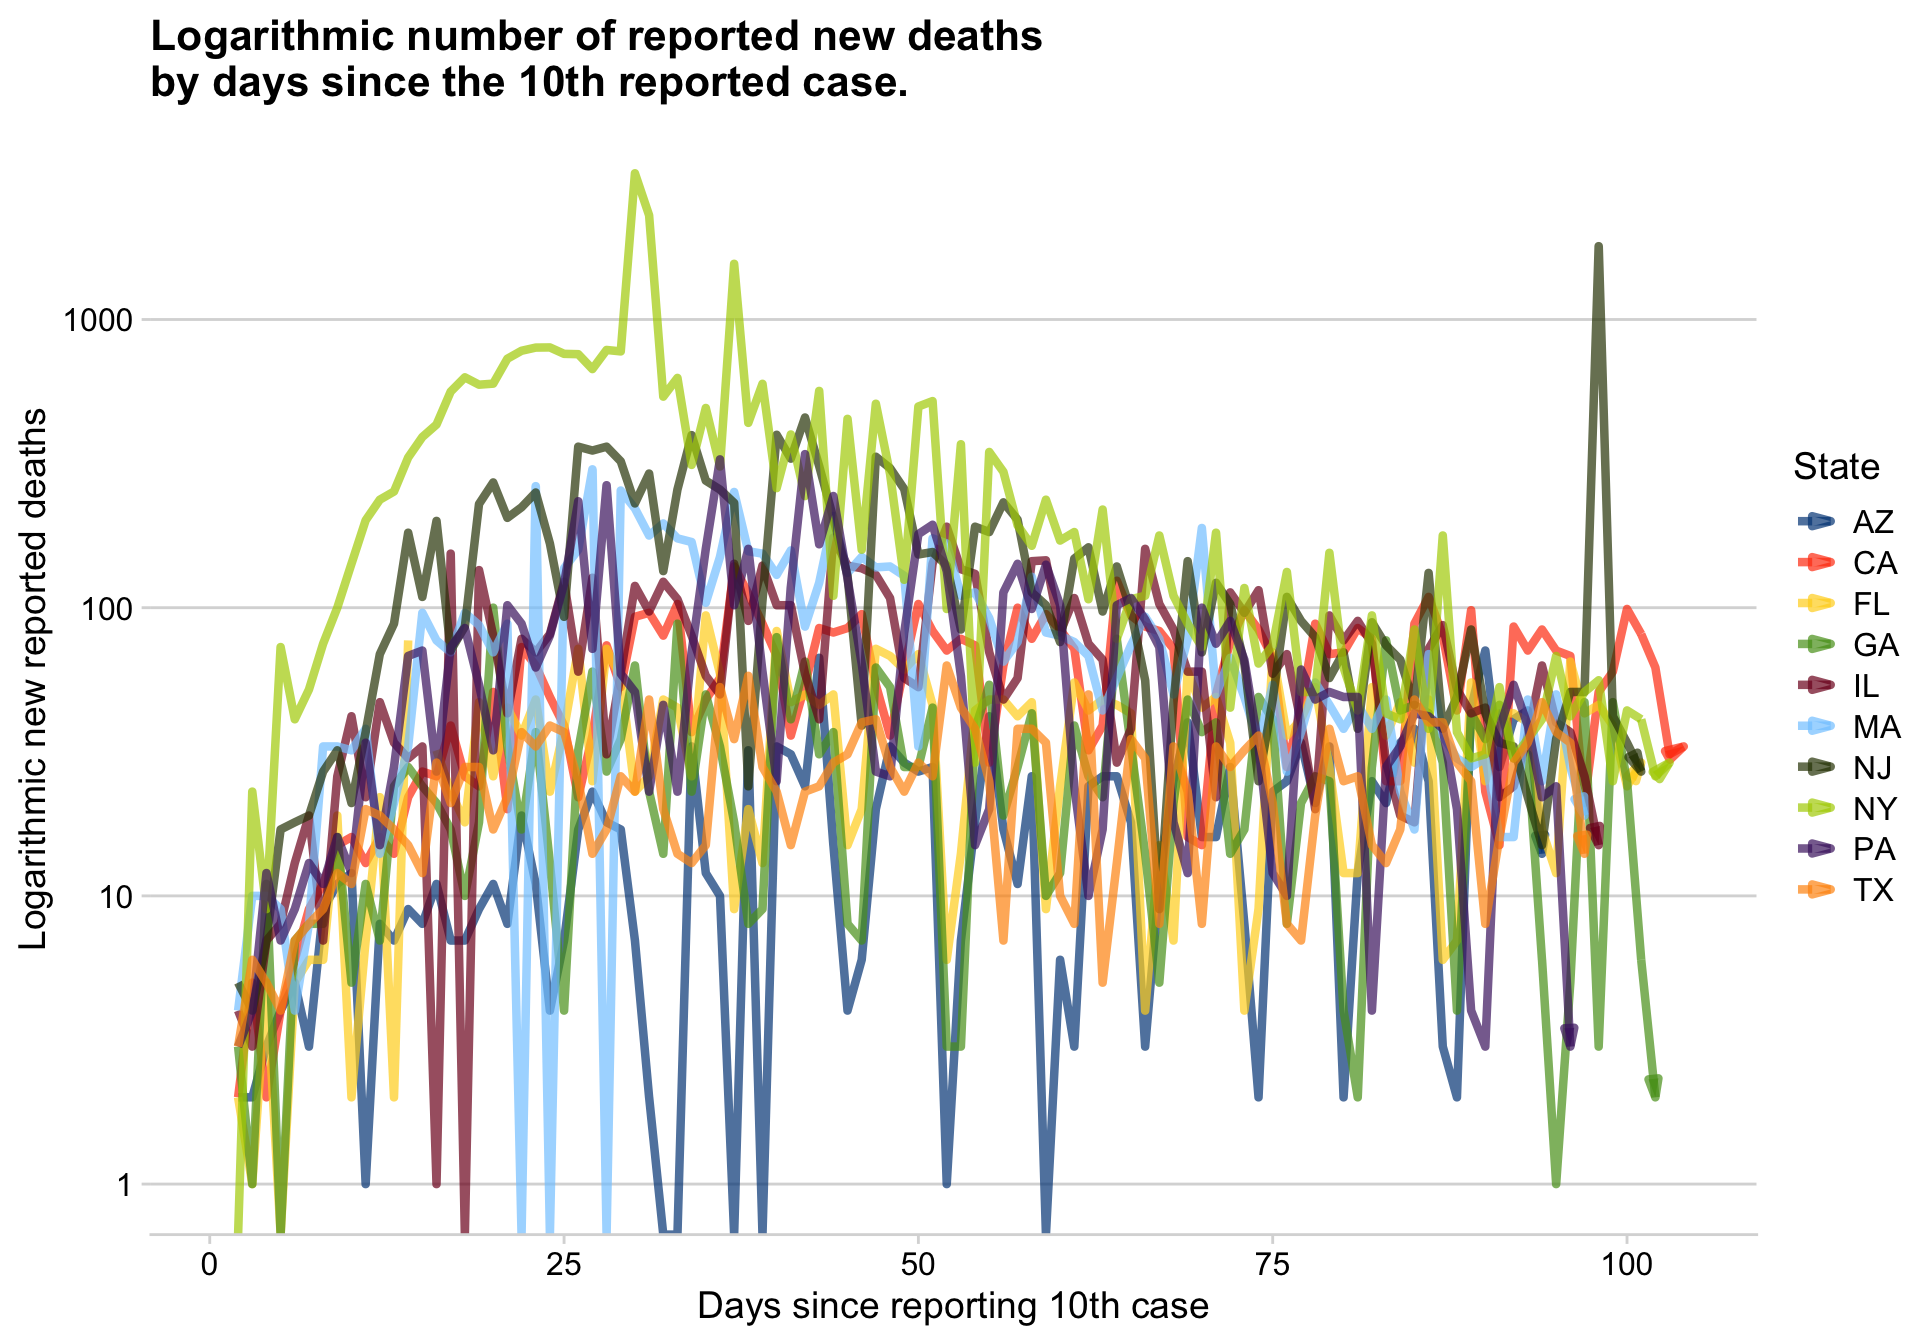 Logarithmic number of reported new deaths
by days since the 10th reported case.
Logarithmic new reported deaths
1000
100
10
1
0
25
50
75
100
Days since reporting 10th case
State
AZ
CA
FL
GA
IL
MA
NJ
NY
PA
TX